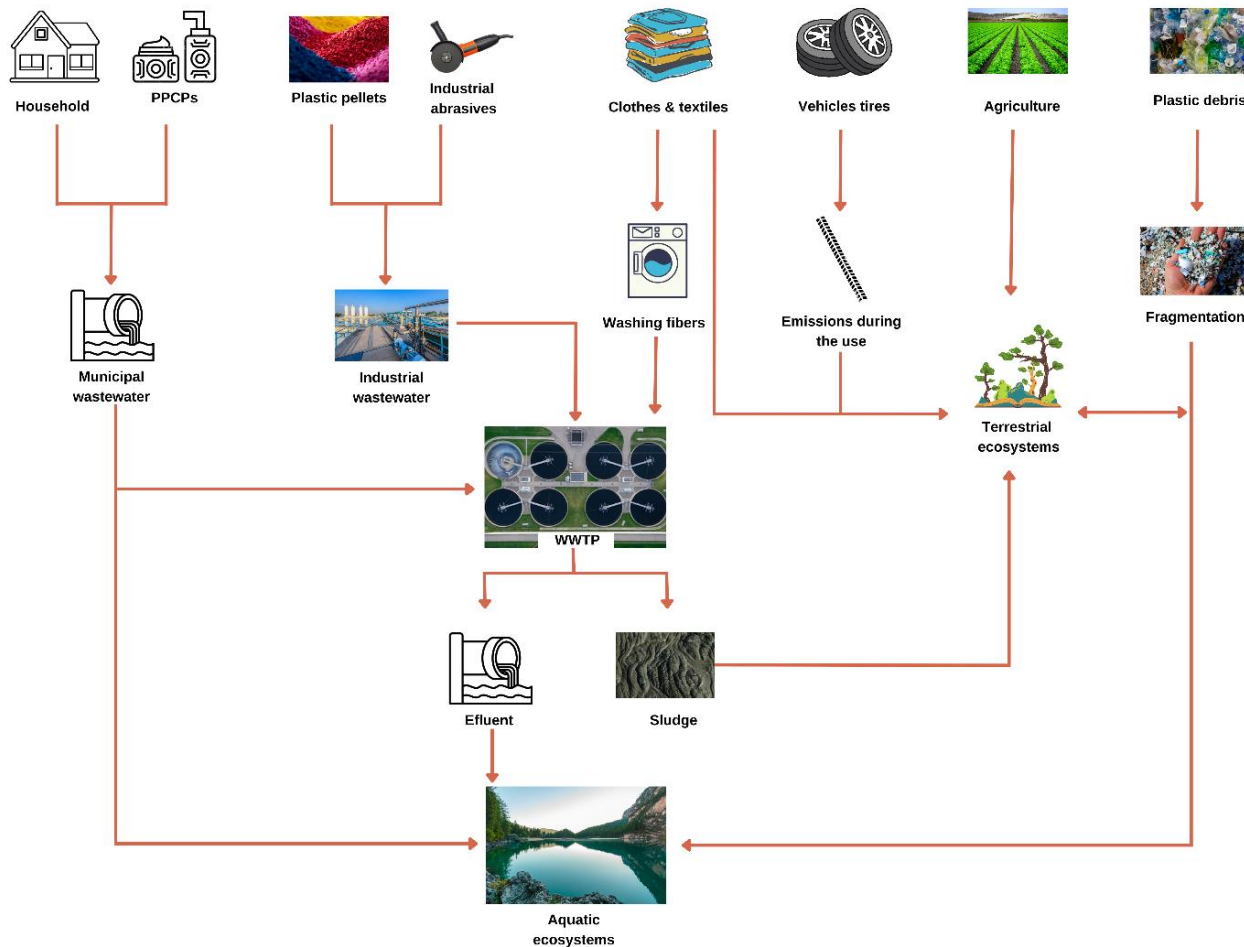 Household
PPCPs
Plastic pellets
Industrial
abrasives
Clothes & textiles
Vehicles tires
Agriculture
Plastic debris
Washing fibers
Emissions during
the use
Fragmentation
Municipal
wastewater
Industrial
wastewater
Terrestrial
ecosystems
WWTP
Efluent
Sludge
Aquatic
ecosystems